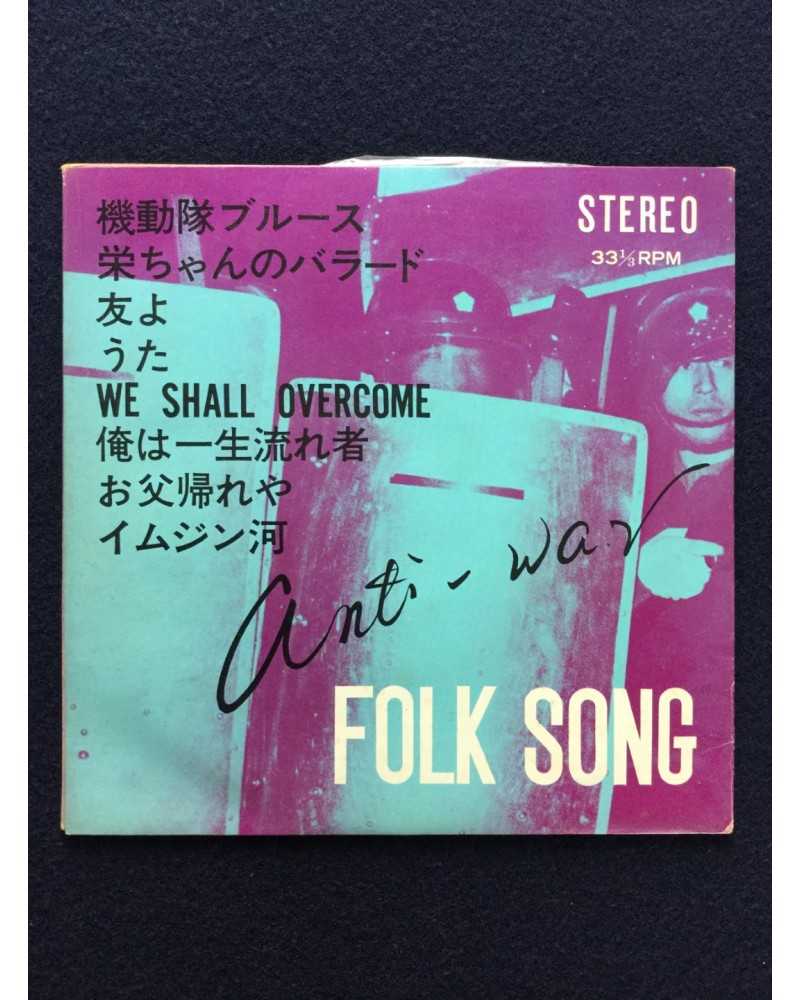 機動隊ブルース
栄ちゃんのバラード
友よ
うた
WE SHALL OVERCOME
俺は一生流れ者
お父帰れや
イムジン河
STEREO
33⅓RPM
anti-war
FOLK SONG